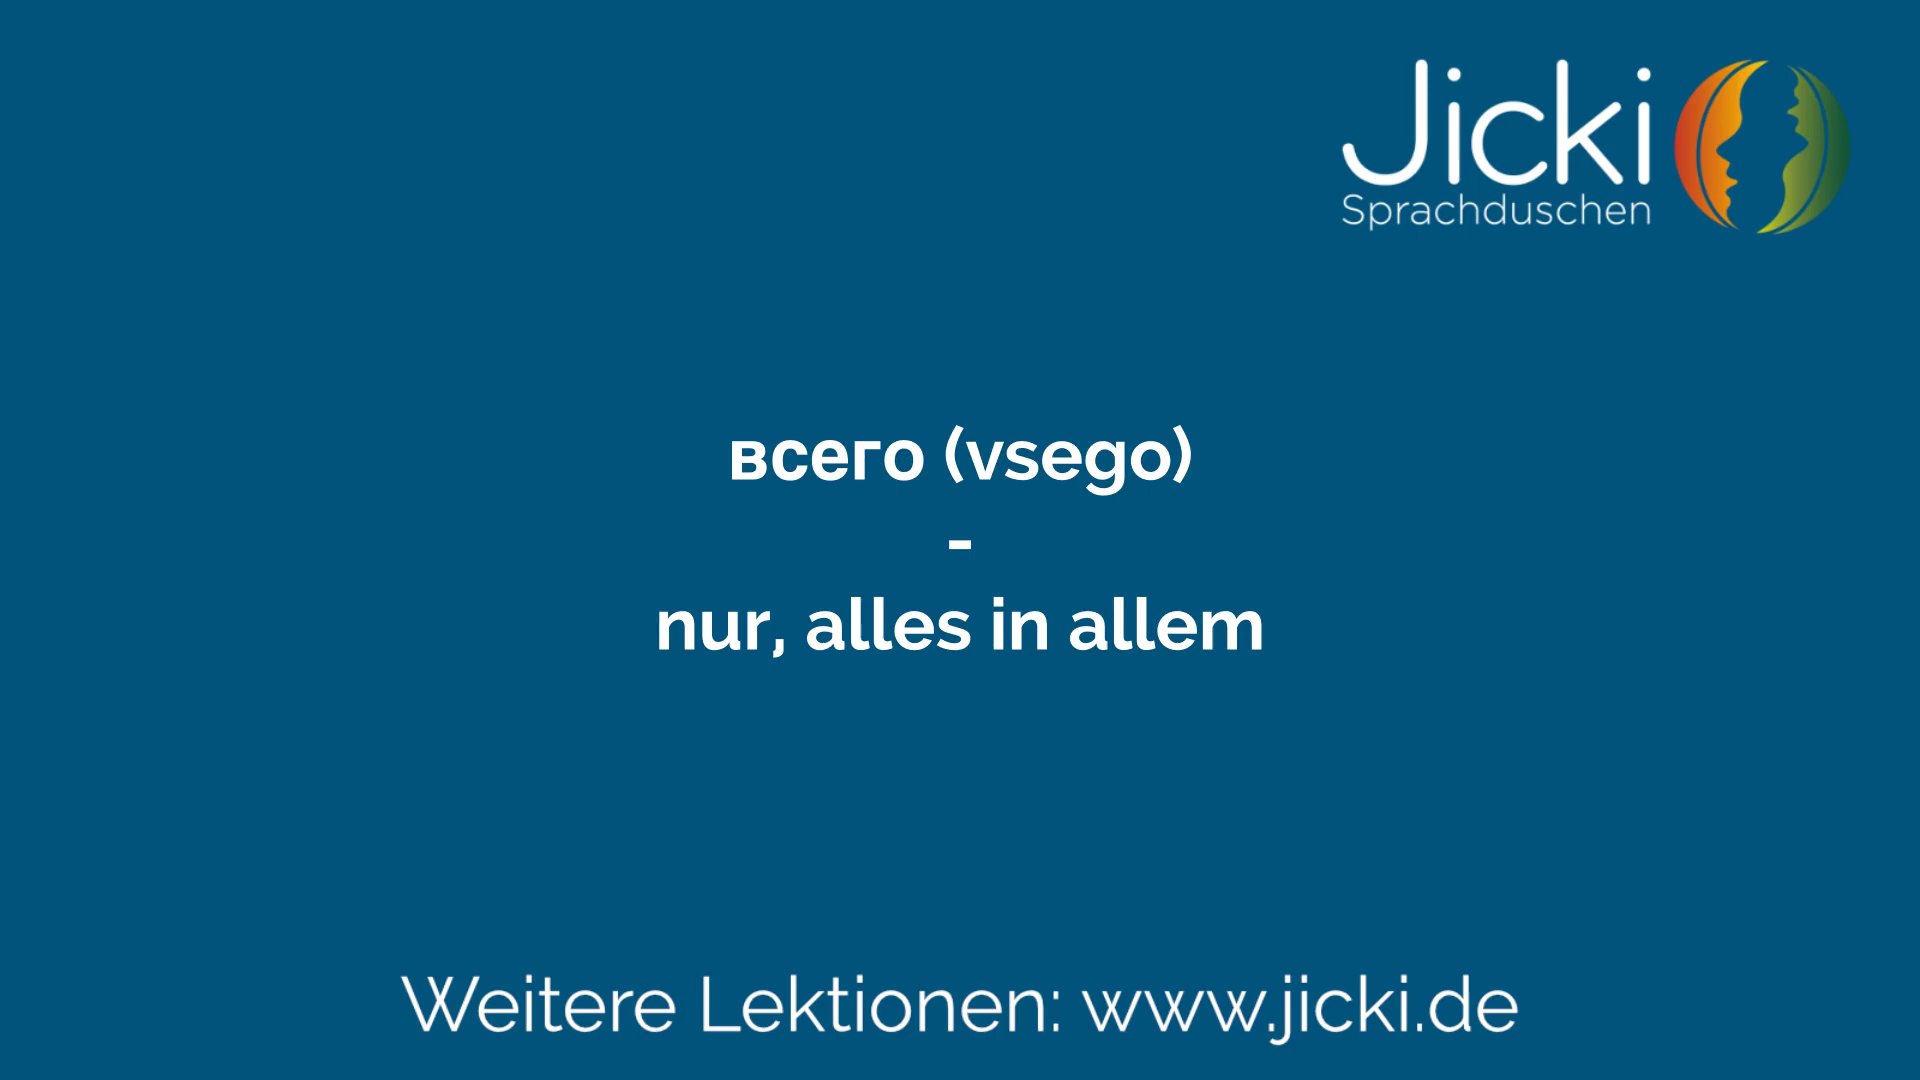 Jicki
Sprachduschen
всего (vsego)
-
nur, alles in allem
Weitere Lektionen: www.jicki.de